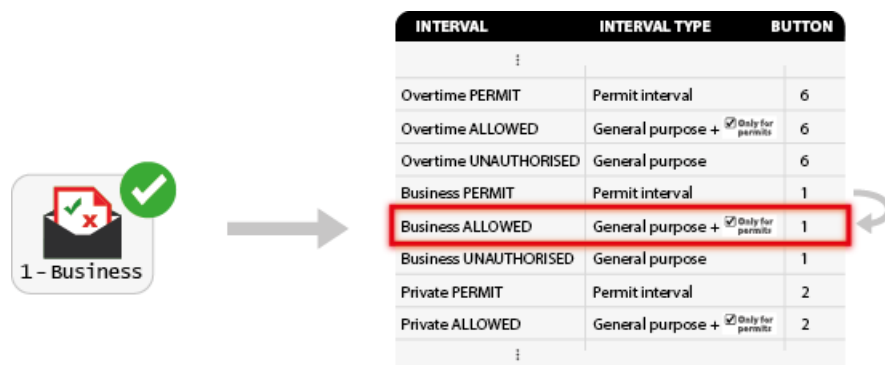 INTERVAL INTERVAL TYPE BUTTON
⋮
Overtime PERMIT Permit interval 6
Overtime ALLOWED General purpose + Only for permits 6
Overtime UNAUTHORISED General purpose 6
Business PERMIT Permit interval 1
Business ALLOWED General purpose + Only for permits 1
Business UNAUTHORISED General purpose 1
Private PERMIT Permit interval 2
Private ALLOWED General purpose + Only for permits 2
⋮
1 - Business